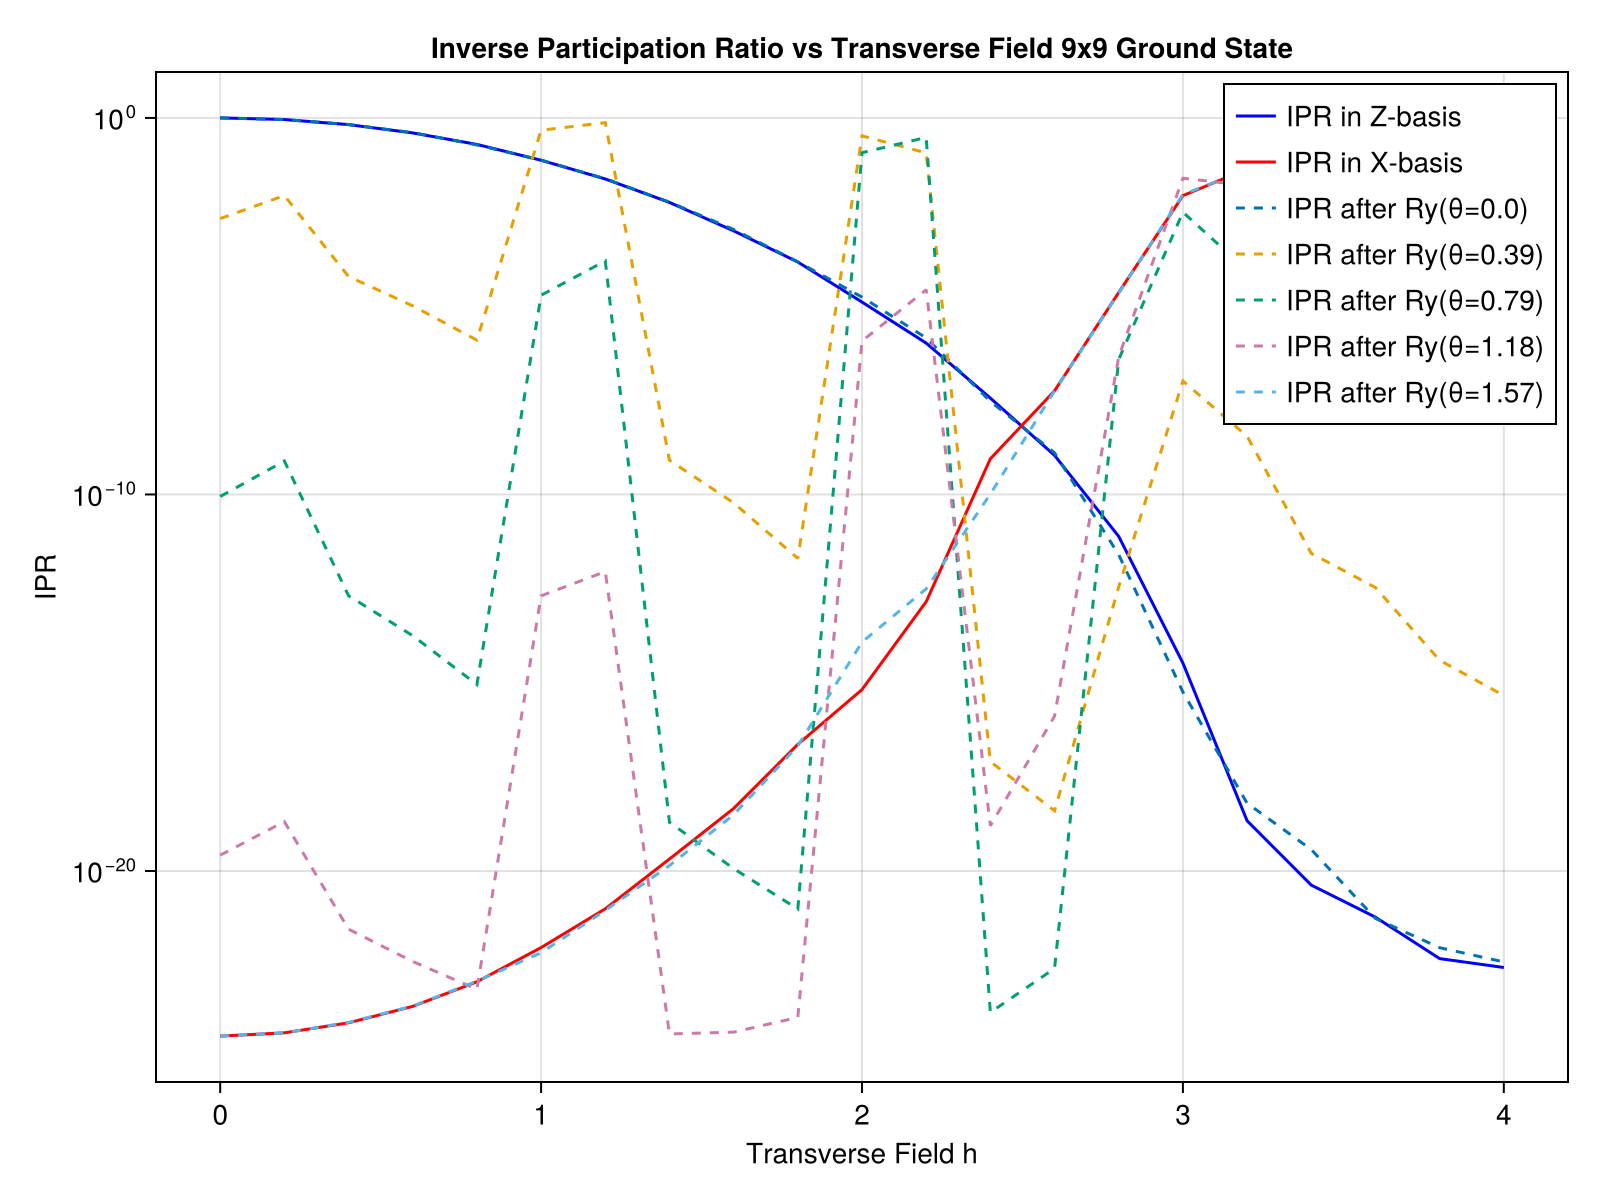 Inverse Participation Ratio vs Transverse Field 9x9 Ground State
IPR
10⁰
10⁻¹⁰
10⁻²⁰
0
1
2
3
4
Transverse Field h
IPR in Z-basis
IPR in X-basis
IPR after Ry(θ=0.0)
IPR after Ry(θ=0.39)
IPR after Ry(θ=0.79)
IPR after Ry(θ=1.18)
IPR after Ry(θ=1.57)